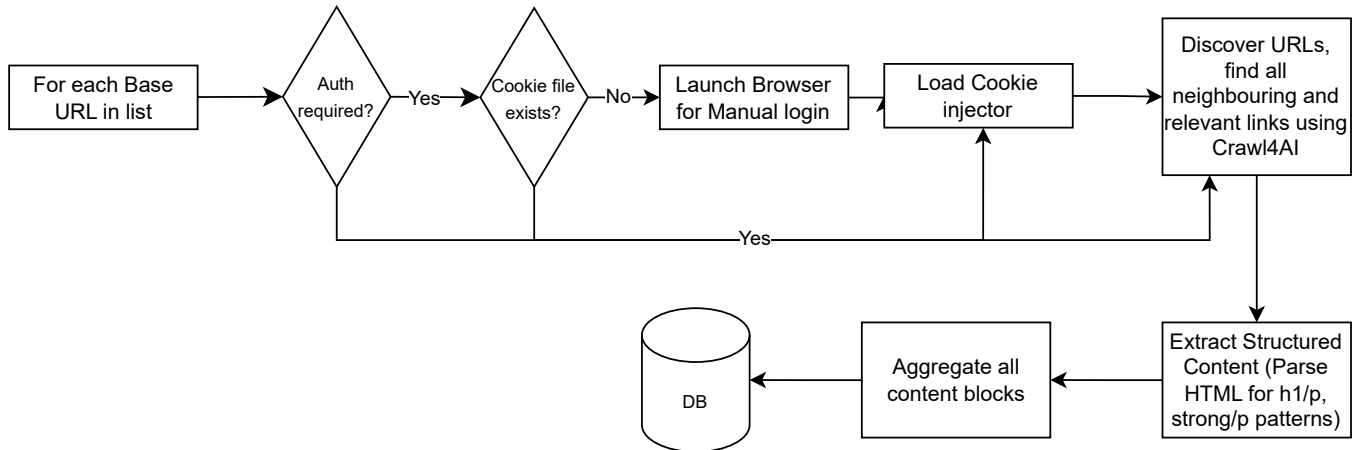 For each Base
URL in list
Auth
required?
Yes
Cookie file
exists?
No
Launch Browser
for Manual login
Load Cookie
injector
Discover URLs,
find all
neighbouring and
relevant links using
Crawl4AI
Yes
DB
Aggregate all
content blocks
Extract Structured
Content (Parse
HTML for h1/p,
strong/p patterns)